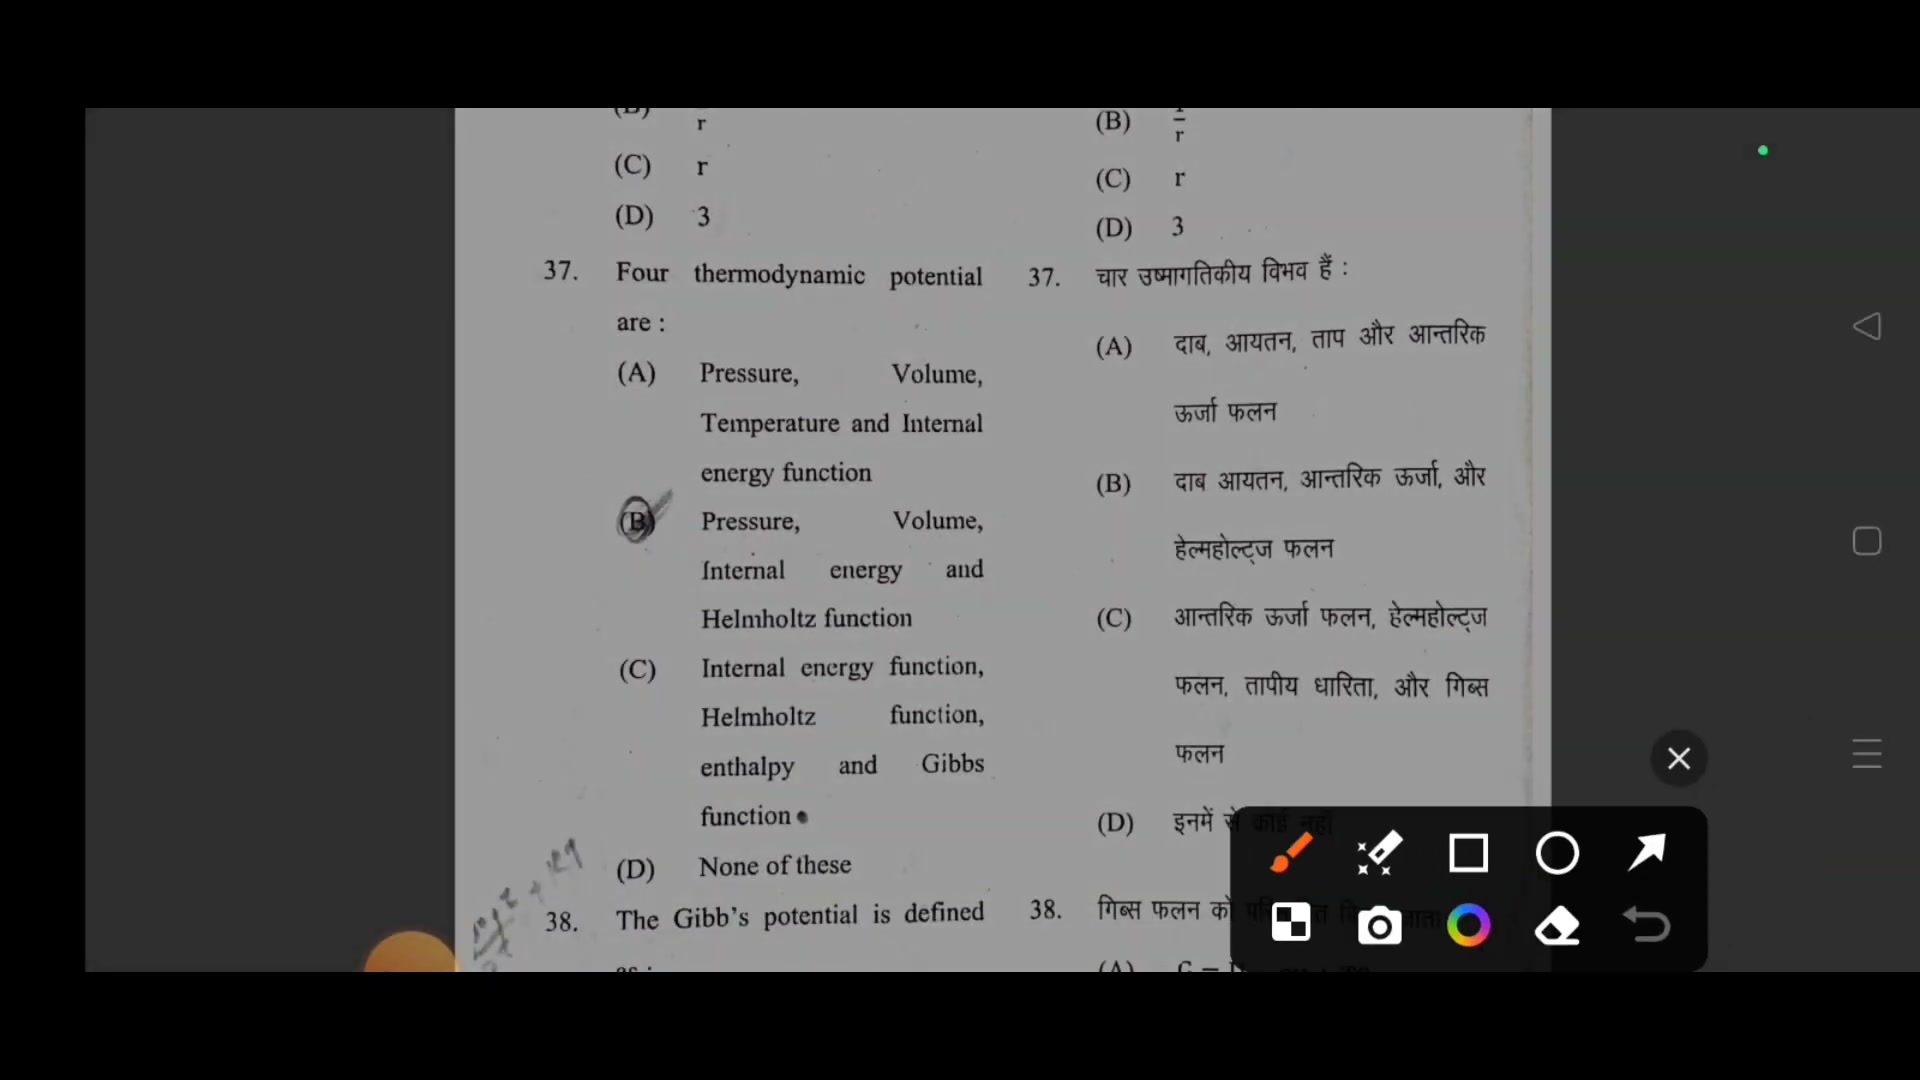 r
(C) r
(D) 3
37. Four thermodynamic potential
are :
(A) Pressure, Volume,
Temperature and Internal
energy function
(B) Pressure, Volume,
Internal energy and
Helmholtz function
(C) Internal energy function,
Helmholtz function,
enthalpy and Gibbs
function
(D) None of these
38. The Gibb's potential is defined
(B) 
r
(C) r
(D) 3
37. चार उष्मागतिकीय विभव हैं :
(A) दाब, आयतन, ताप और आन्तरिक
ऊर्जा फलन
(B) दाब आयतन, आन्तरिक ऊर्जा, और
हेल्महोल्ट्ज फलन
(C) आन्तरिक ऊर्जा फलन, हेल्महोल्ट्ज
फलन, तापीय धारिता, और गिब्स
फलन
(D) इनमें से कोई नहीं
38. गिब्स फलन को